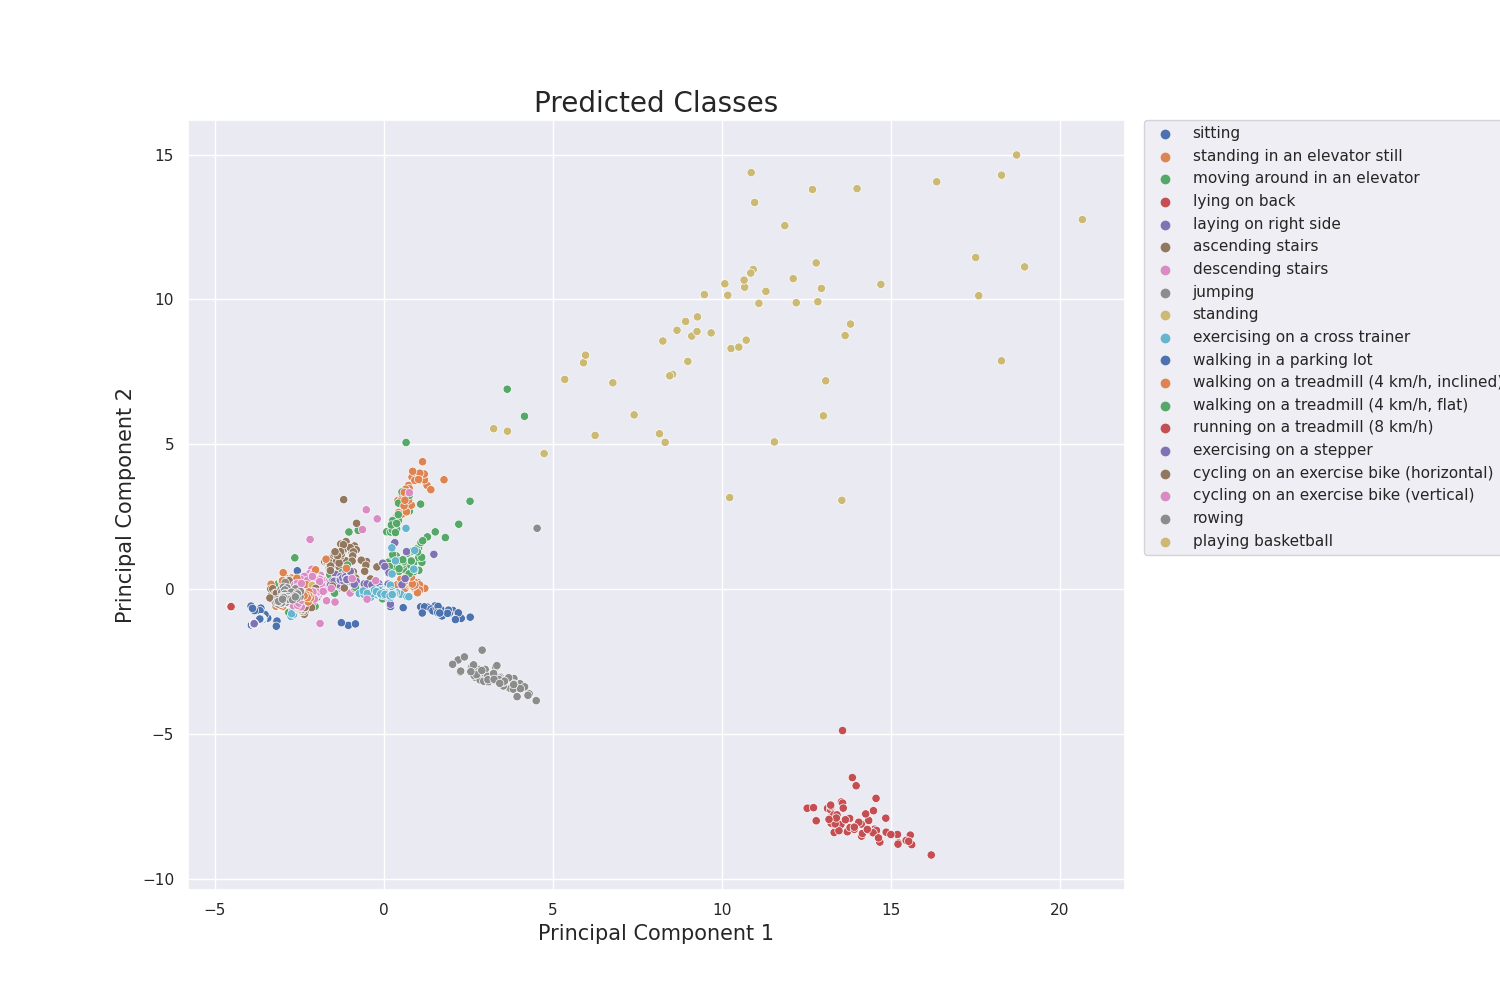 Predicted Classes
15
10
5
0
−5
−10
Principal Component 2
−5
0
5
10
15
20
Principal Component 1
sitting
standing in an elevator still
moving around in an elevator
lying on back
laying on right side
ascending stairs
descending stairs
jumping
standing
exercising on a cross trainer
walking in a parking lot
walking on a treadmill (4 km/h, inclined)
walking on a treadmill (4 km/h, flat)
running on a treadmill (8 km/h)
exercising on a stepper
cycling on an exercise bike (horizontal)
cycling on an exercise bike (vertical)
rowing
playing basketball